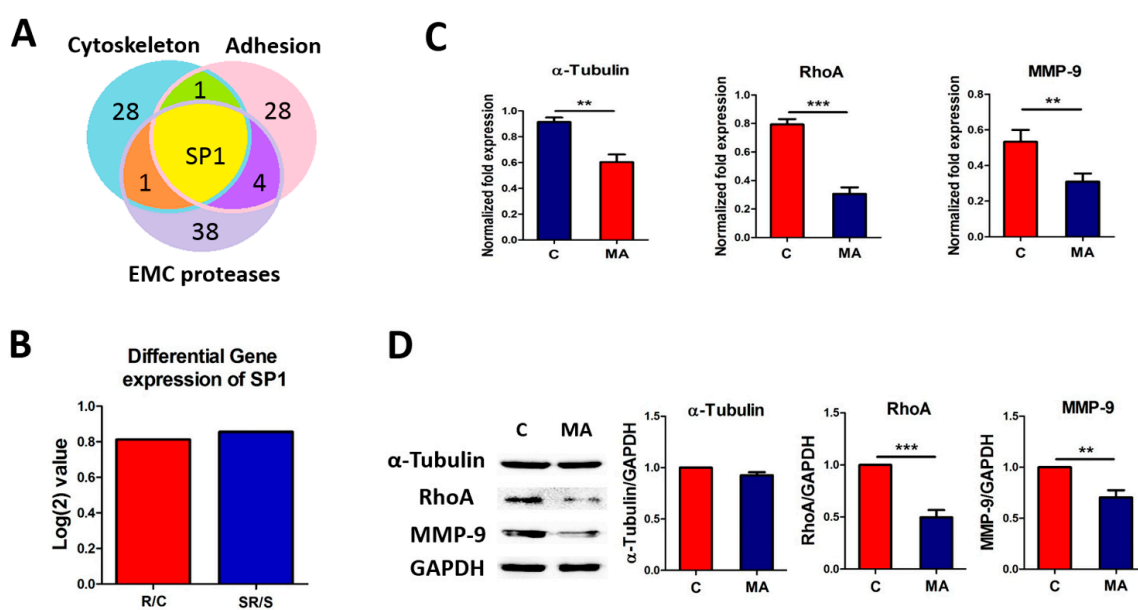 A
Cytoskeleton
Adhesion
28
1
28
SP1
1
4
38
EMC proteases
B
Differential Gene
expression of SP1
Log(2) value
1.0
0.8
0.6
0.4
0.2
0.0
R/C
SR/S
C
α-Tubulin
Normalized fold expression
1.0
0.8
0.6
0.4
0.2
0.0
**
C
MA
RhoA
Normalized fold expression
1.0
0.8
0.6
0.4
0.2
0.0
***
C
MA
MMP-9
Normalized fold expression
0.8
0.6
0.4
0.2
0.0
**
C
MA
D
C
MA
α-Tubulin
RhoA
MMP-9
GAPDH
α-Tubulin
α-Tubulin/GAPDH
1.5
1.0
0.5
0.0
C
MA
RhoA
RhoA/GAPDH
1.5
1.0
0.5
0.0
***
C
MA
MMP-9
MMP-9/GAPDH
1.5
1.0
0.5
0.0
**
C
MA